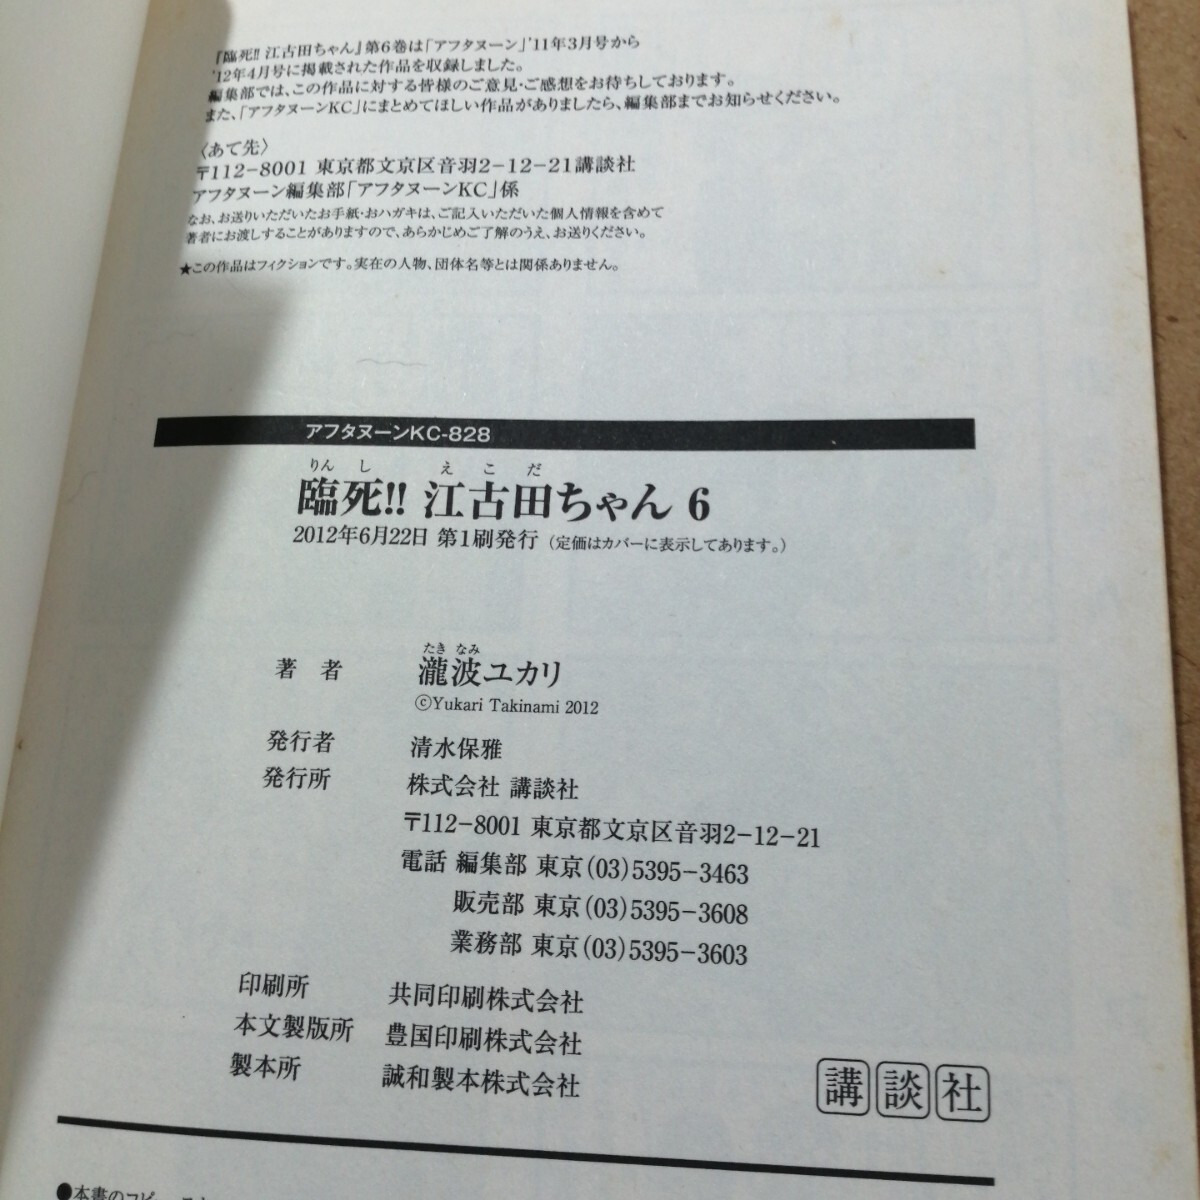 『臨死!! 江古田ちゃん』第6巻は「アフタヌーン」'11年3月号から
'12年4月号に掲載された作品を収録しました。
編集部では、この作品に対する皆様のご意見・ご感想をお待ちしております。
また、「アフタヌーンKC」にまとめてほしい作品がありましたら、編集部までお知らせください。
〈あて先〉
〒112-8001 東京都文京区音羽2-12-21講談社
アフタヌーン編集部「アフタヌーンKC」係
なお、お送りいただいたお手紙・おハガキは、ご記入いただいた個人情報を含めて
著者にお渡しすることがありますので、あらかじめご了解のうえ、お送りください。
★この作品はフィクションです。実在の人物、団体名等とは関係ありません。
アフタヌーンKC-828
りん し えこだ
臨死!! 江古田ちゃん 6
2012年6月22日 第1刷発行 (定価はカバーに表示してあります。)
たき なみ
著者 瀧波ユカリ
©Yukari Takinami 2012
発行者 清水保雅
発行所 株式会社 講談社
〒112-8001 東京都文京区音羽2-12-21
電話 編集部 東京(03)5395-3463
販売部 東京(03)5395-3608
業務部 東京(03)5395-3603
印刷所 共同印刷株式会社
本文製版所 豊国印刷株式会社
製本所 誠和製本株式会社
講談社
●本書のコピー